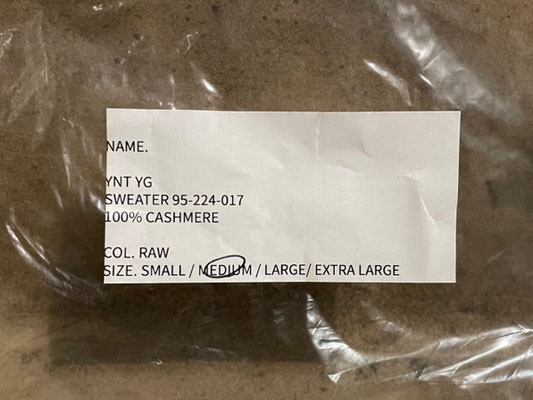 NAME.
YNT YG
SWEATER 95-224-017
100% CASHMERE
COL. RAW
SIZE. SMALL / MEDIUM / LARGE/ EXTRA LARGE